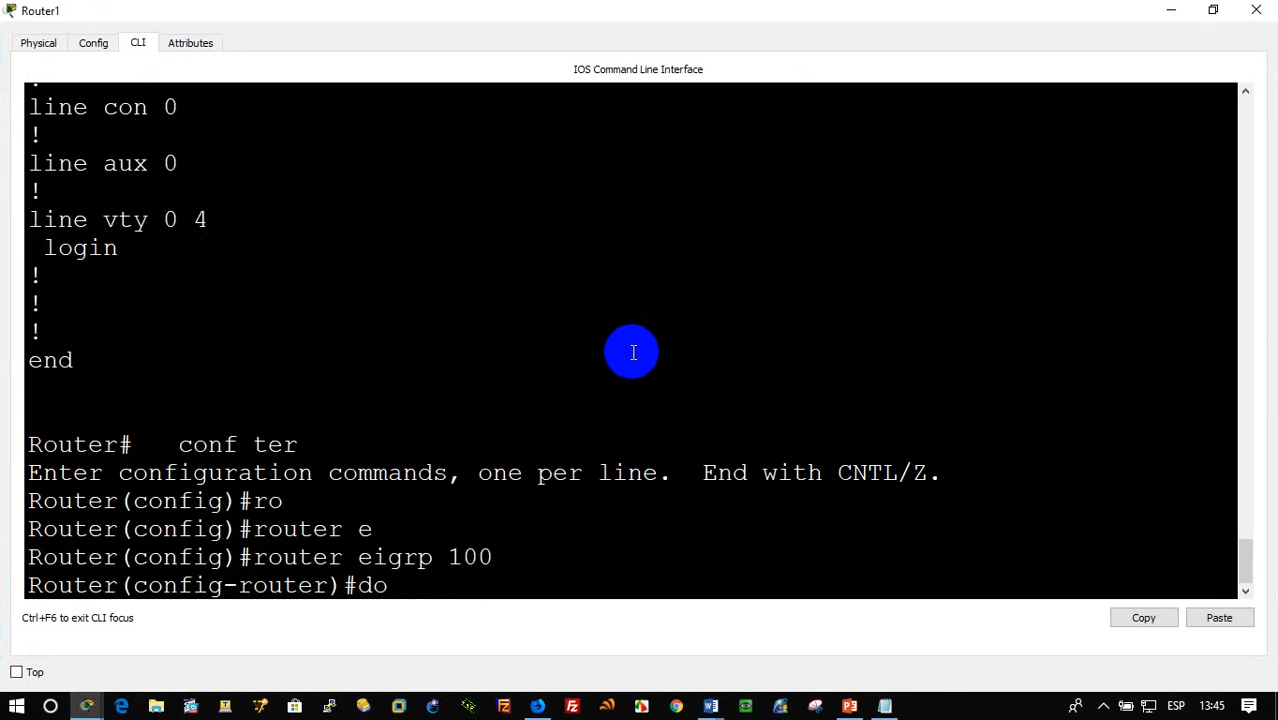 Router1
Physical
Config
CLI
Attributes
IOS Command Line Interface
!
line con 0
!
line aux 0
!
line vty 0 4
login
!
!
!
end
Router#   conf ter
Enter configuration commands, one per line.  End with CNTL/Z.
Router(config)#ro
Router(config)#router e
Router(config)#router eigrp 100
Router(config-router)#do
Ctrl+F6 to exit CLI focus
Copy
Paste
Top
ESP
13:45